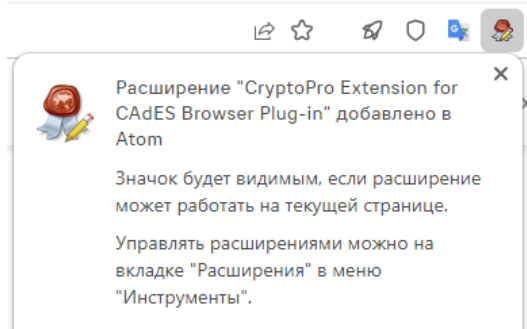 Расширение "CryptoPro Extension for
CAdES Browser Plug-in" добавлено в
Atom
Значок будет видимым, если расширение
может работать на текущей странице.
Управлять расширениями можно на
вкладке "Расширения" в меню
"Инструменты".